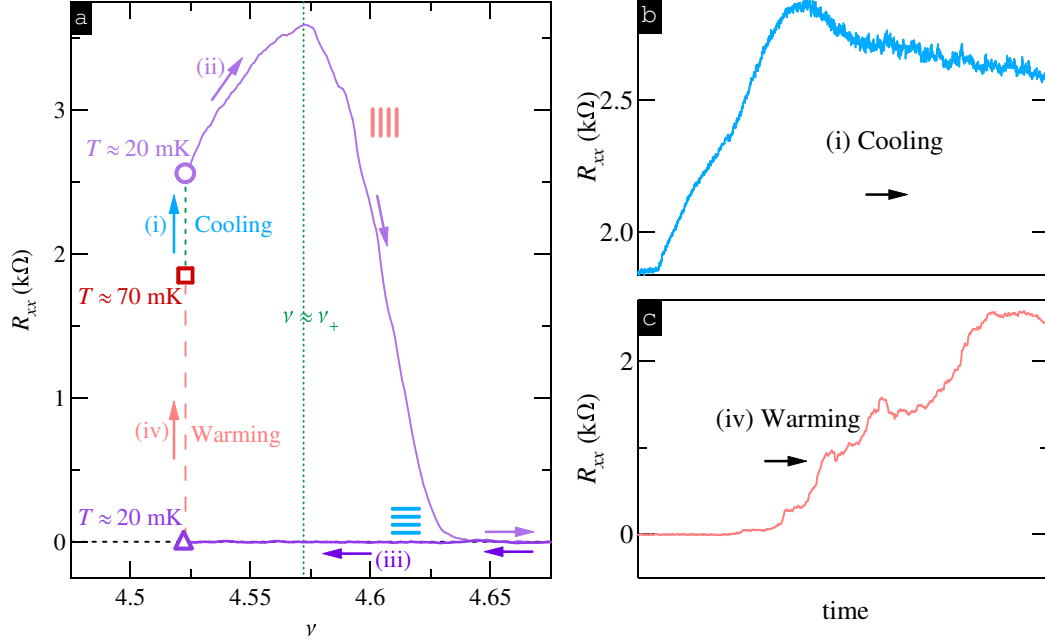 a
3
2
1
0
R_xx (kΩ)
(ii)
T ≈ 20 mK
(i)
Cooling
T ≈ 70 mK
ν ≈ ν_+
(iv)
Warming
T ≈ 20 mK
(iii)
4.5
4.55
4.6
4.65
ν
b
2.5
2.0
R_xx (kΩ)
(i) Cooling
c
2
0
R_xx (kΩ)
(iv) Warming
time